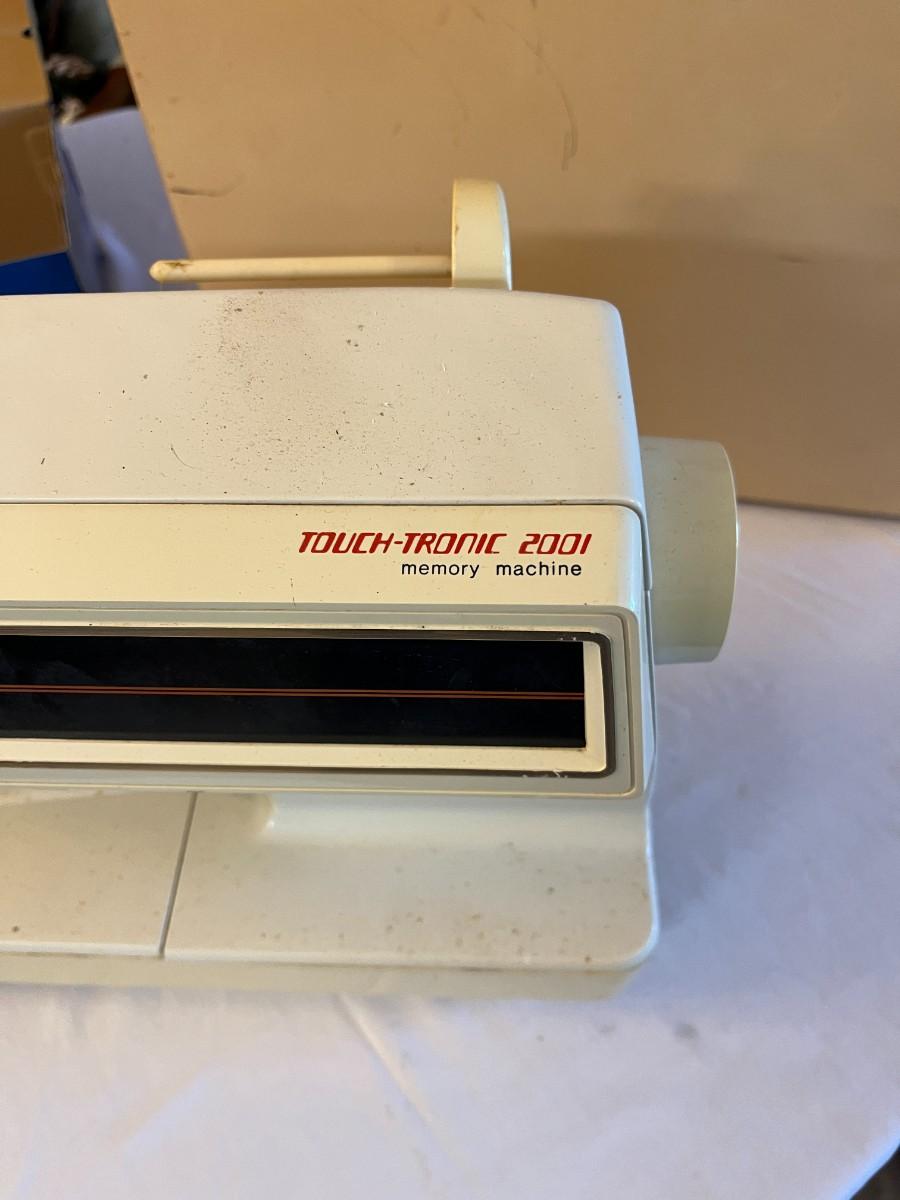 TOUCH-TRONIC 2001
memory machine